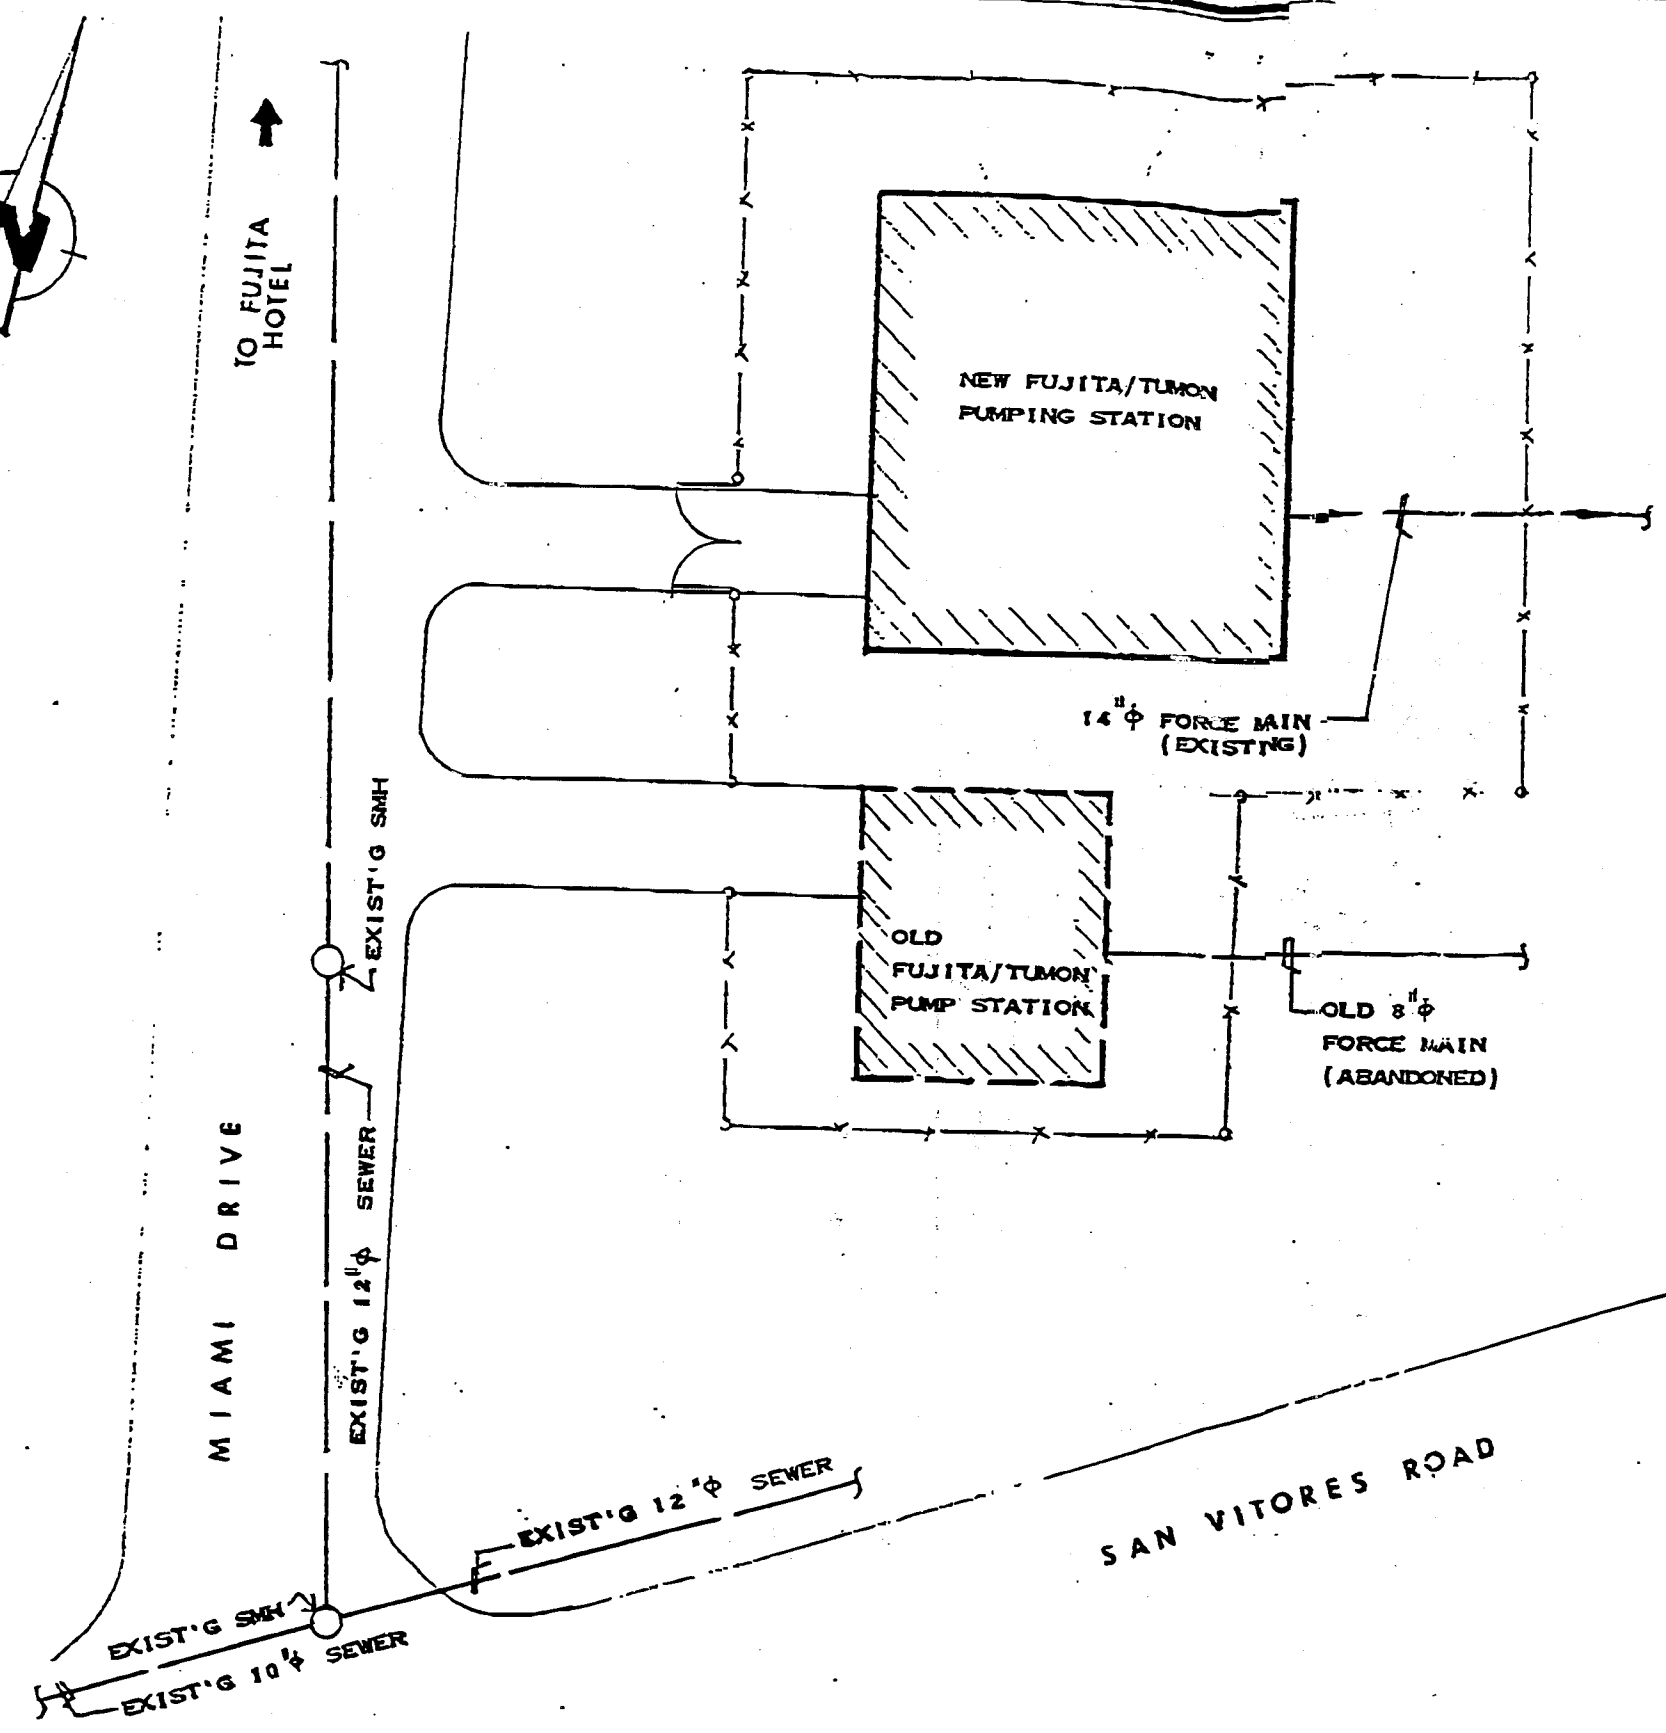 TO FUJITA
HOTEL
NEW FUJITA/TUMON
PUMPING STATION
14"ϕ FORCE MAIN
(EXISTING)
EXIST'G SMH
OLD
FUJITA/TUMON
PUMP STATION
OLD 8"ϕ
FORCE MAIN
(ABANDONED)
MIAMI DRIVE
EXIST'G 12"ϕ SEWER
EXIST'G 12"ϕ SEWER
SAN VITORES ROAD
EXIST'G SMH
EXIST'G 10"ϕ SEWER